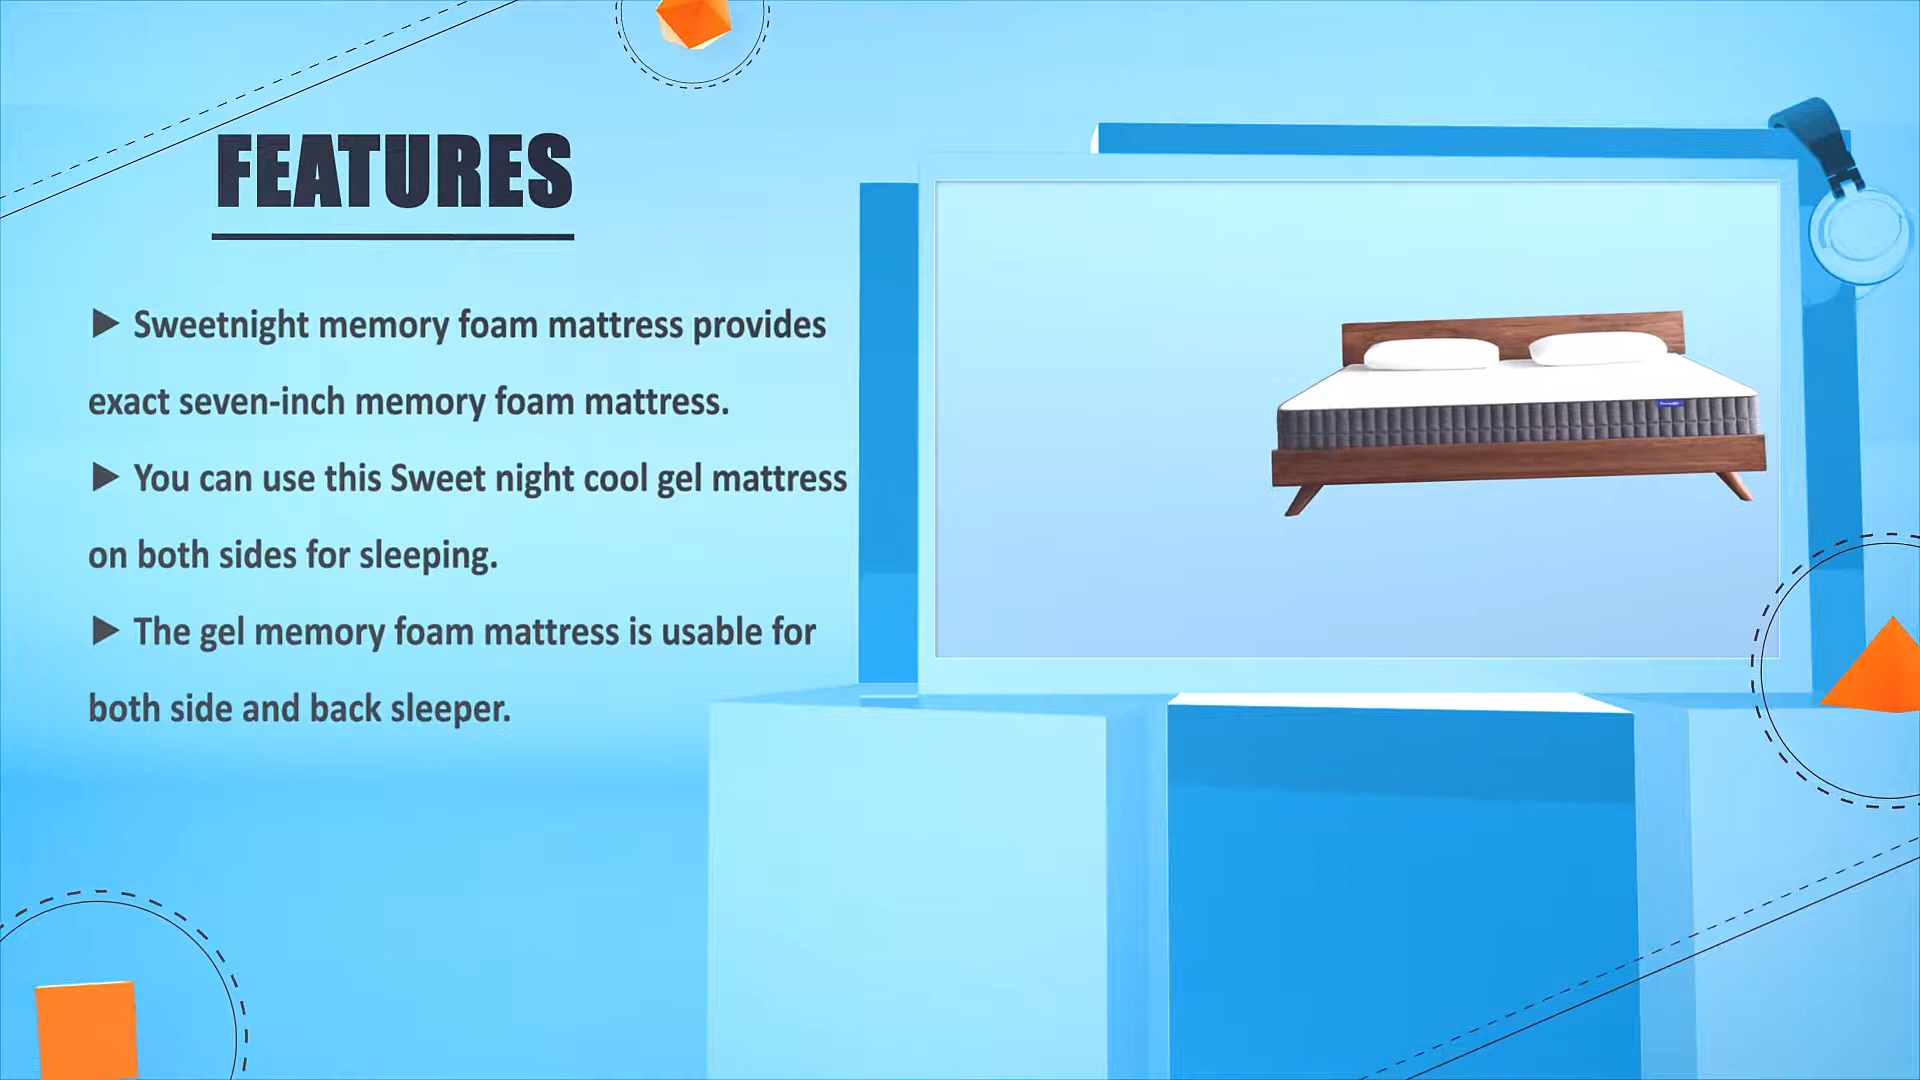 FEATURES
▶ Sweetnight memory foam mattress provides
exact seven-inch memory foam mattress.
▶ You can use this Sweet night cool gel mattress
on both sides for sleeping.
▶ The gel memory foam mattress is usable for
both side and back sleeper.